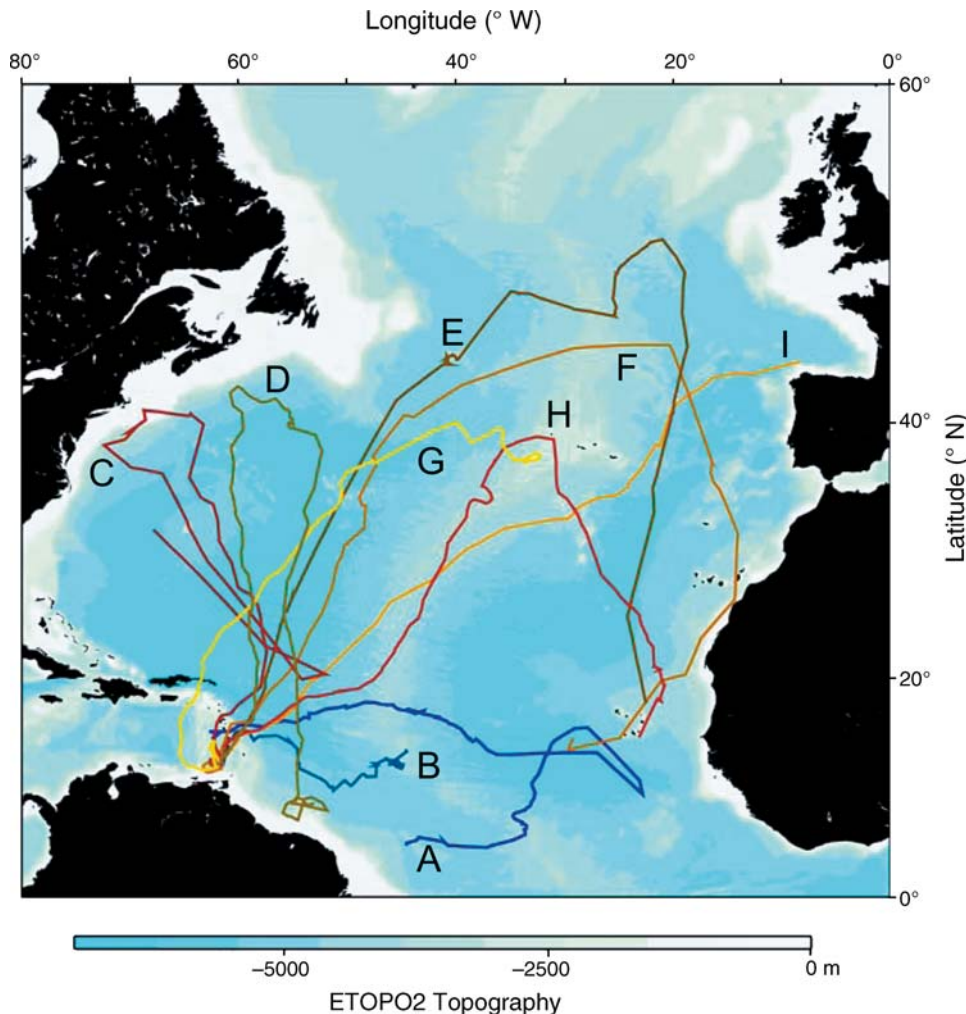 Longitude (° W)
80° 60° 40° 20° 0°
60°
E
I
F
D
H
40°
C
G
Latitude (° N)
20°
B
A
0°
−5000 −2500 0 m
ETOPO2 Topography